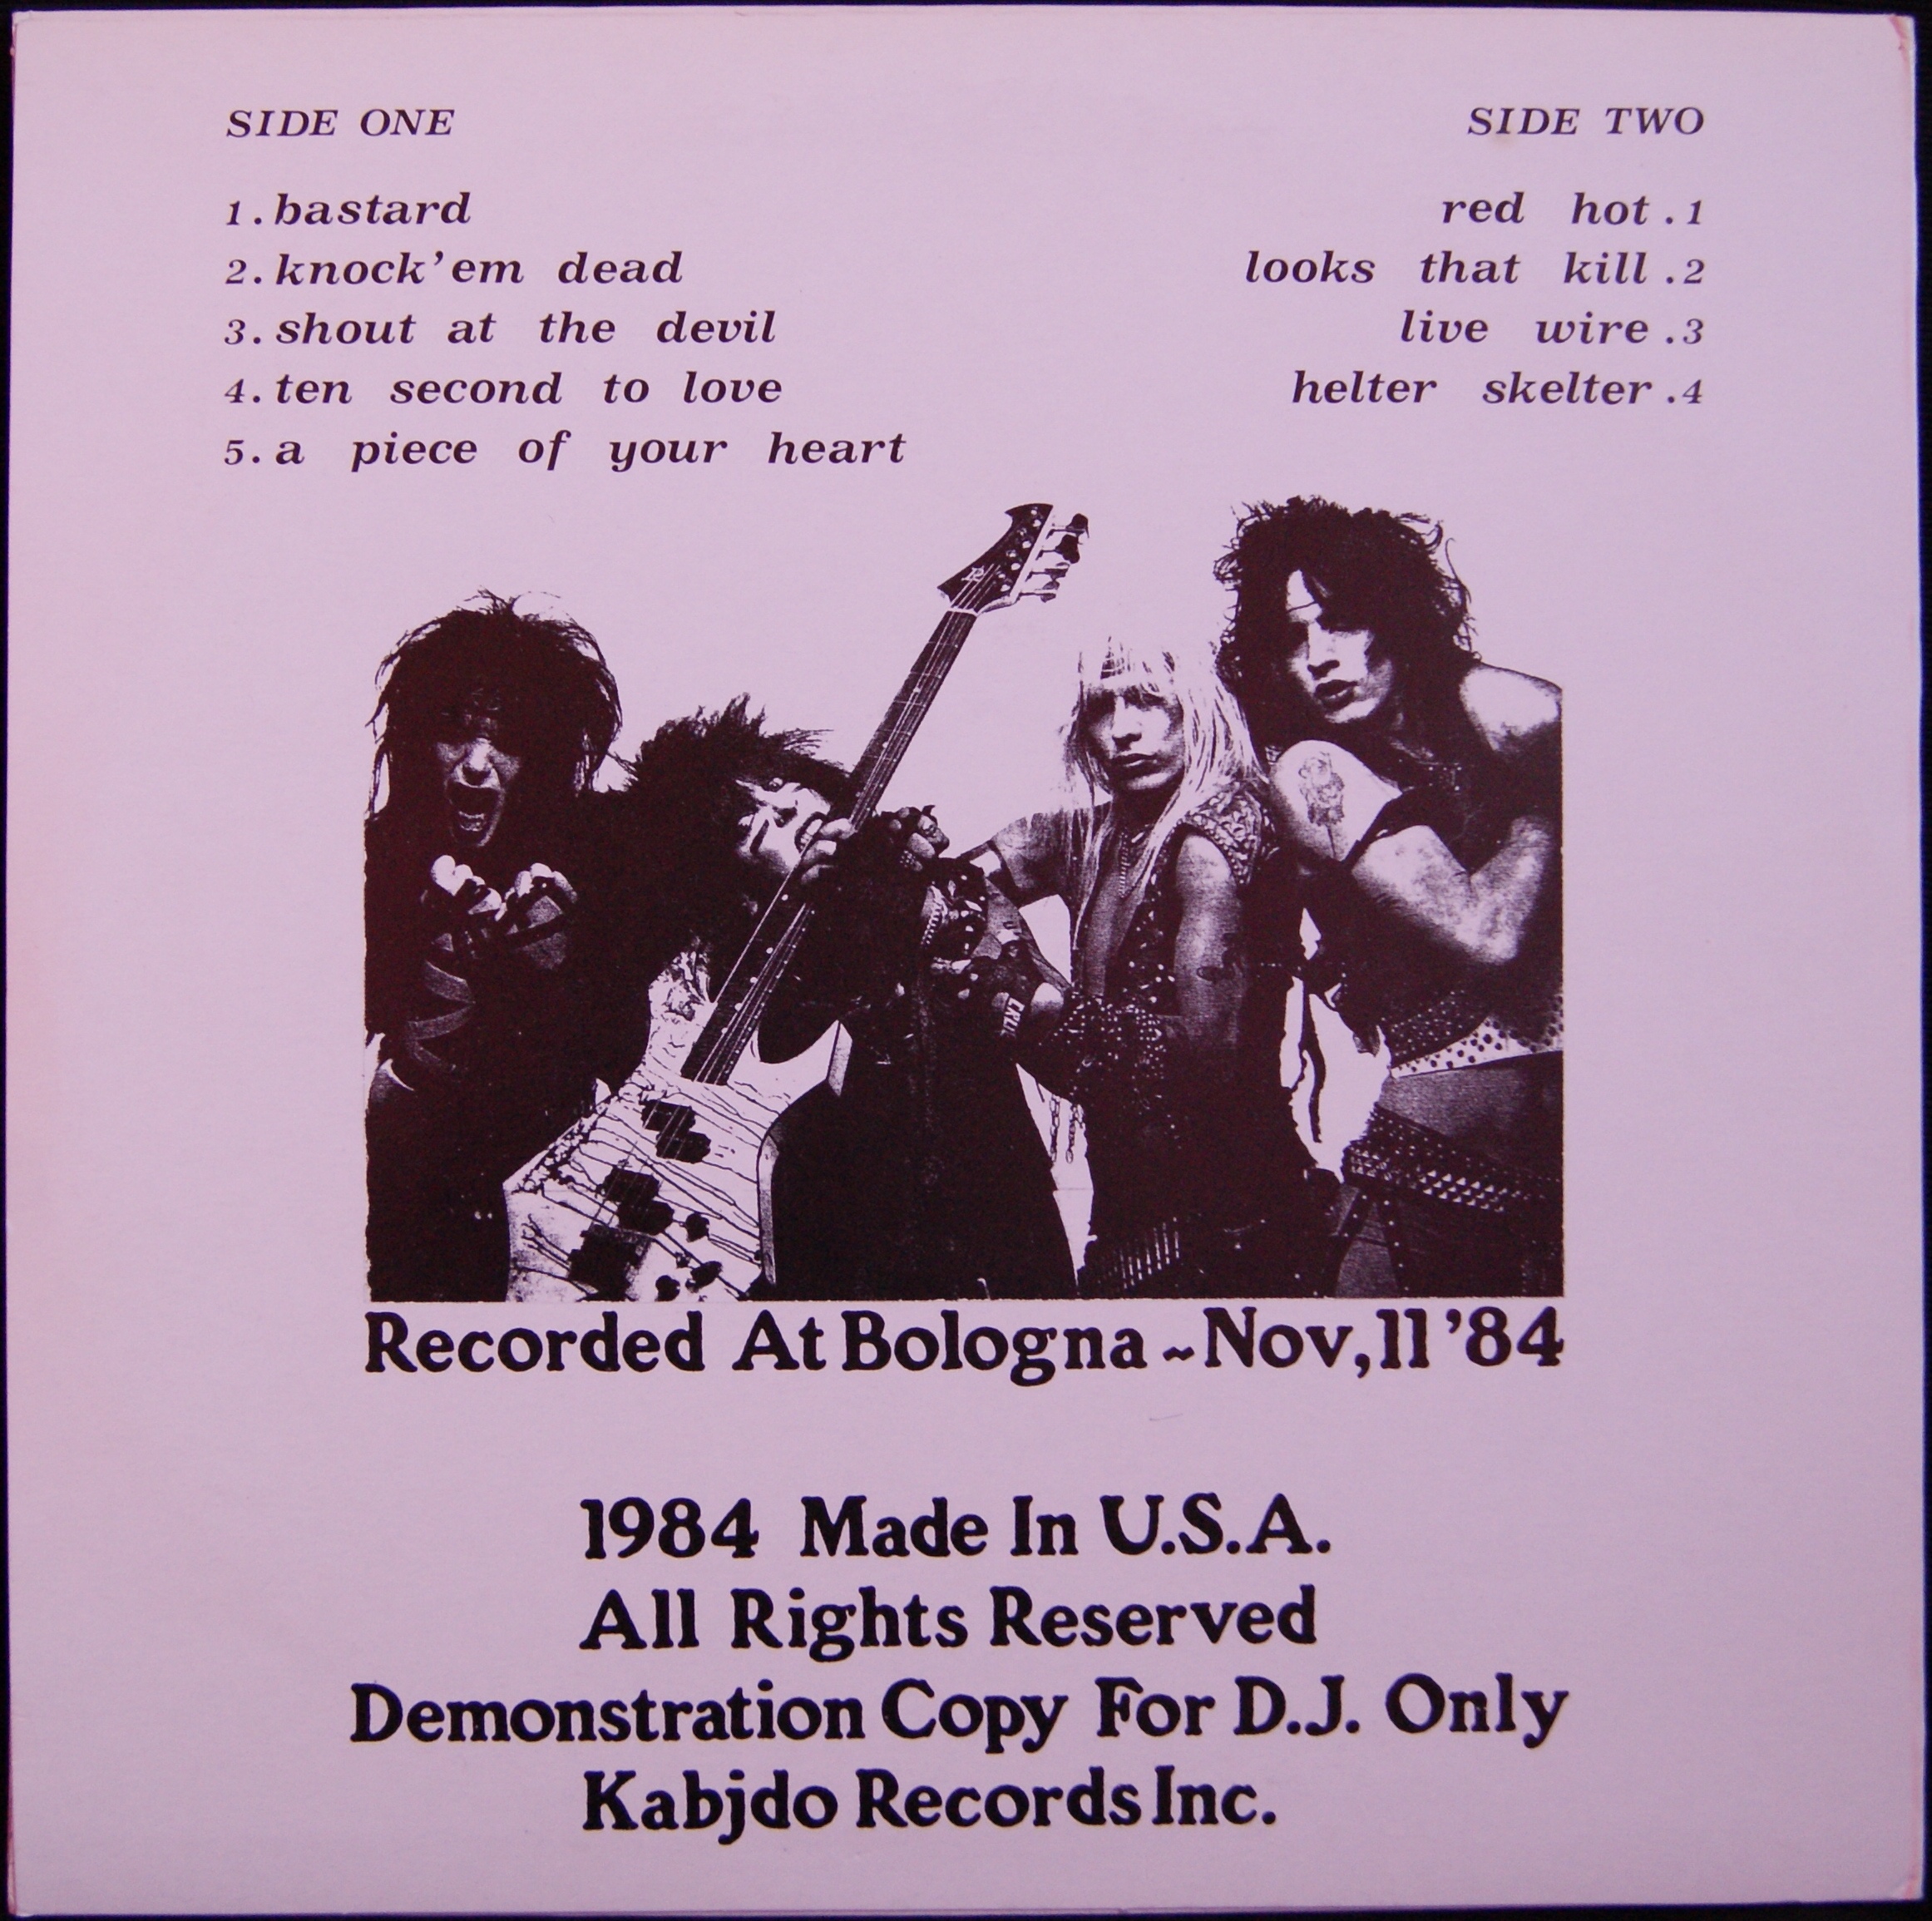 SIDE ONE
1. bastard
2. knock'em dead
3. shout at the devil
4. ten second to love
5. a piece of your heart
SIDE TWO
red hot .1
looks that kill .2
live wire .3
helter skelter .4
Recorded At Bologna ~ Nov,11 '84
1984 Made In U.S.A.
All Rights Reserved
Demonstration Copy For D.J. Only
Kabjdo Records Inc.